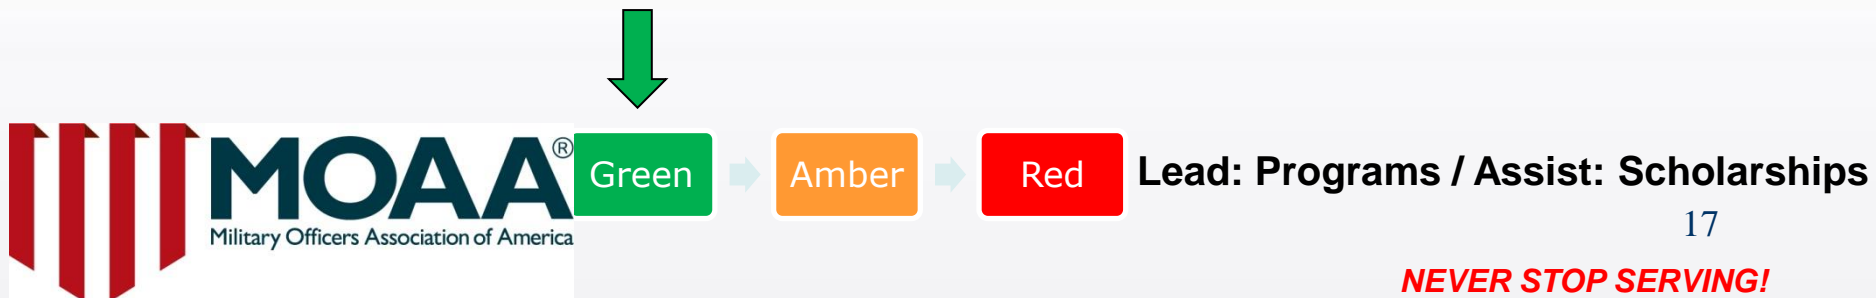 MOAA®
Military Officers Association of America
Green
Amber
Red
Lead: Programs / Assist: Scholarships
17
NEVER STOP SERVING!